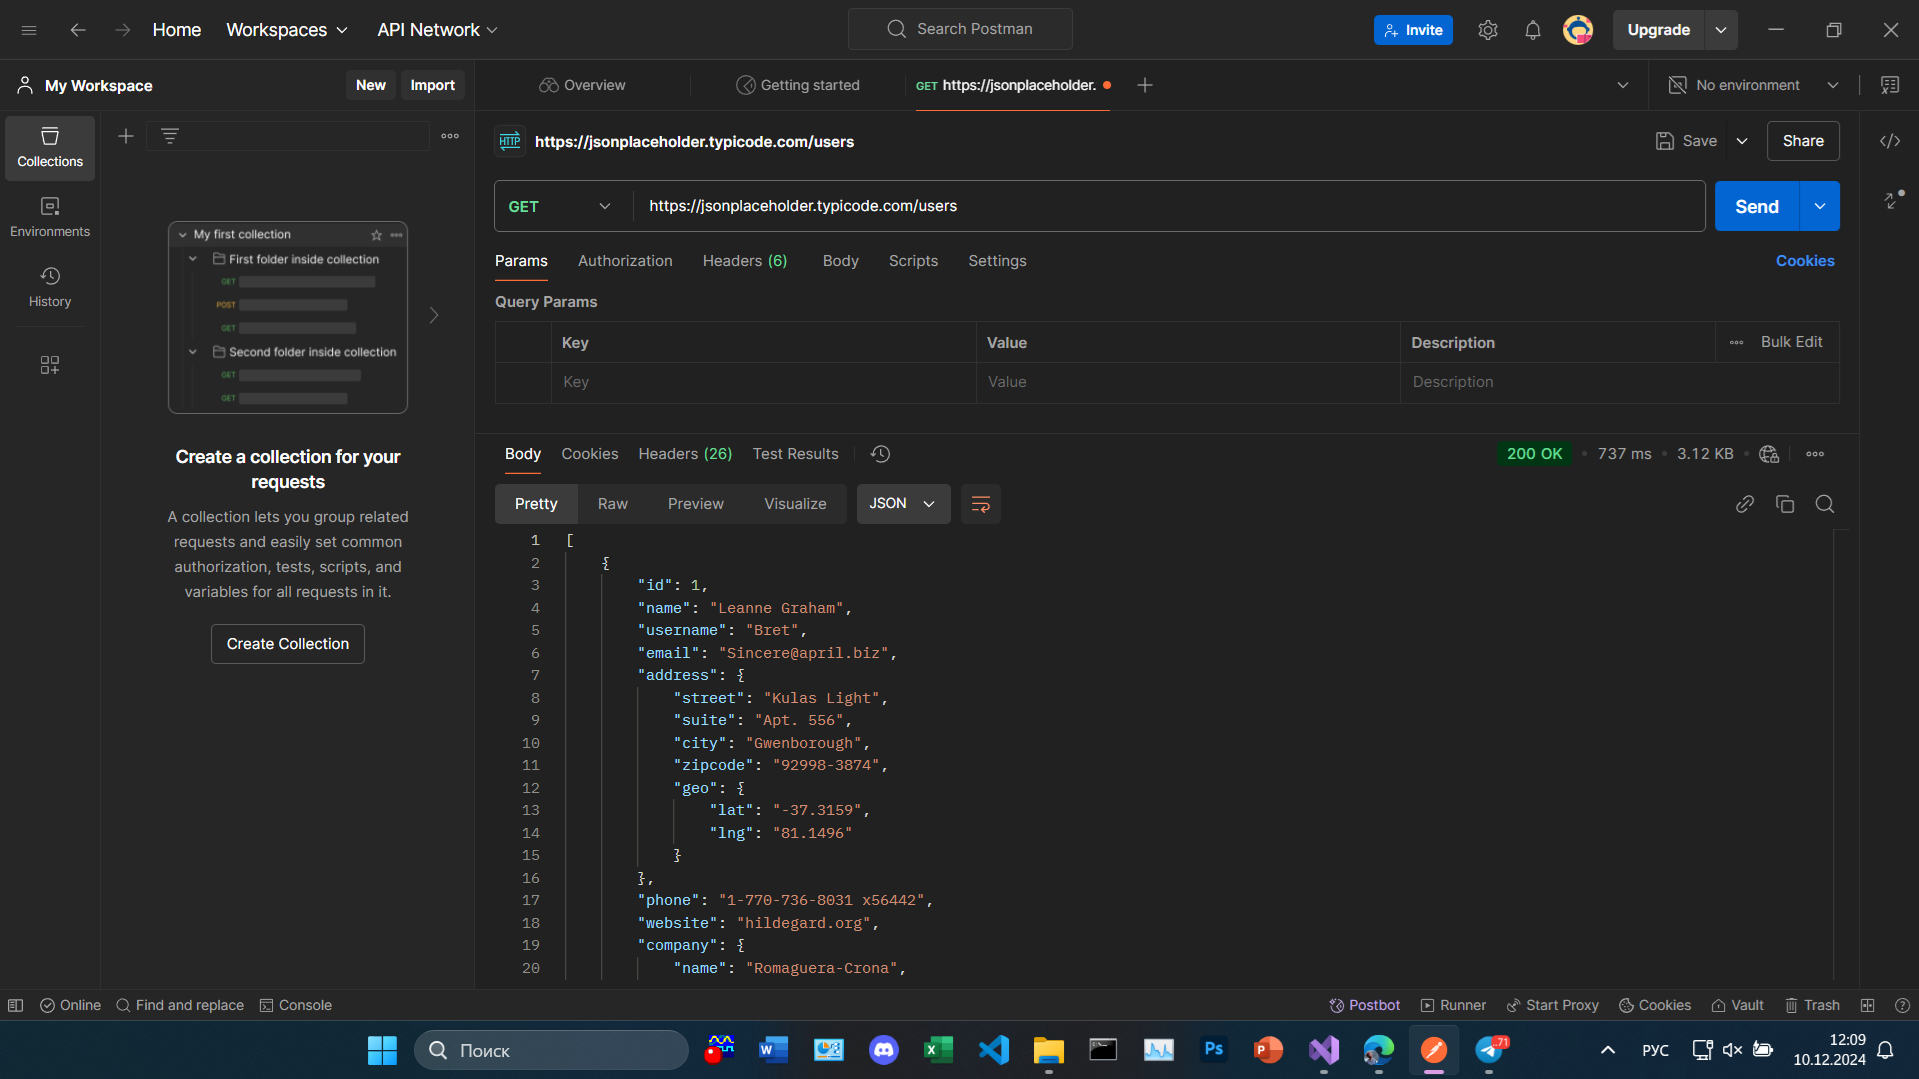 Home Workspaces API Network Search Postman Invite Upgrade
My Workspace New Import Overview Getting started GET https://jsonplaceholder. No environment
Collections
Environments
History
My first collection
First folder inside collection
GET
POST
GET
Second folder inside collection
GET
GET
Create a collection for your
requests
A collection lets you group related
requests and easily set common
authorization, tests, scripts, and
variables for all requests in it.
Create Collection
HTTP https://jsonplaceholder.typicode.com/users Save Share
GET https://jsonplaceholder.typicode.com/users Send
Params Authorization Headers (6) Body Scripts Settings Cookies
Query Params
Key Value Description Bulk Edit
Key Value Description
Body Cookies Headers (26) Test Results 200 OK • 737 ms • 3.12 KB •
Pretty Raw Preview Visualize JSON
1 [
2 {
3 "id": 1,
4 "name": "Leanne Graham",
5 "username": "Bret",
6 "email": "Sincere@april.biz",
7 "address": {
8 "street": "Kulas Light",
9 "suite": "Apt. 556",
10 "city": "Gwenborough",
11 "zipcode": "92998-3874",
12 "geo": {
13 "lat": "-37.3159",
14 "lng": "81.1496"
15 }
16 },
17 "phone": "1-770-736-8031 x56442",
18 "website": "hildegard.org",
19 "company": {
20 "name": "Romaguera-Crona",
Online Find and replace Console Postbot Runner Start Proxy Cookies Vault Trash
Поиск W Ps P 71 РУС 12:09
10.12.2024